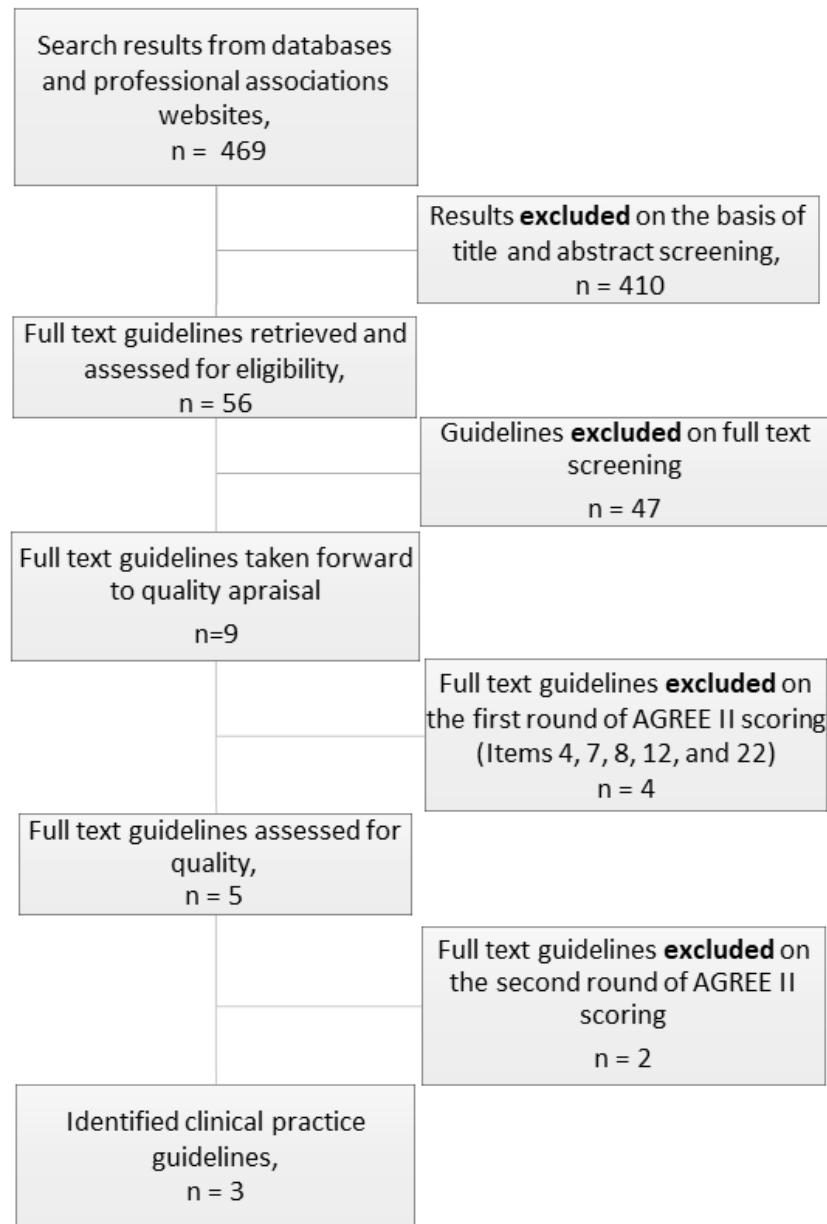 Search results from databases
and professional associations
websites,
n = 469
Results excluded on the basis of
title and abstract screening,
n = 410
Full text guidelines retrieved and
assessed for eligibility,
n = 56
Guidelines excluded on full text
screening
n = 47
Full text guidelines taken forward
to quality apraisal
n=9
Full text guidelines excluded on
the first round of AGREE II scoring
(Items 4, 7, 8, 12, and 22)
n = 4
Full text guidelines assessed for
quality,
n = 5
Full text guidelines excluded on
the second round of AGREE II
scoring
n = 2
Identified clinical practice
guidelines,
n = 3